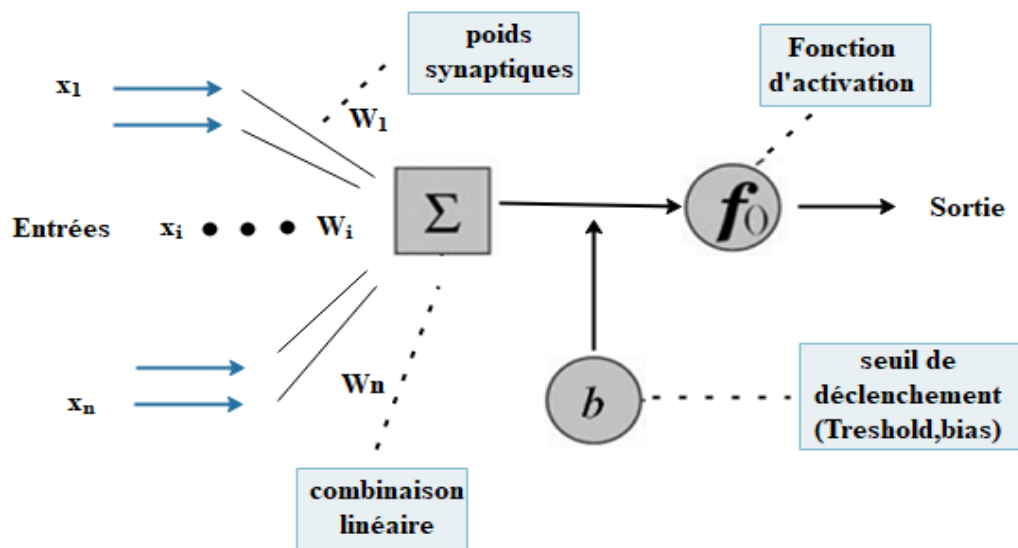 poids
synaptiques
Fonction
d'activation
x1
W1
Entrées xi Wi
Σ
f()
Sortie
Wn
xn
b
seuil de
déclenchement
(Treshold,bias)
combinaison
linéaire